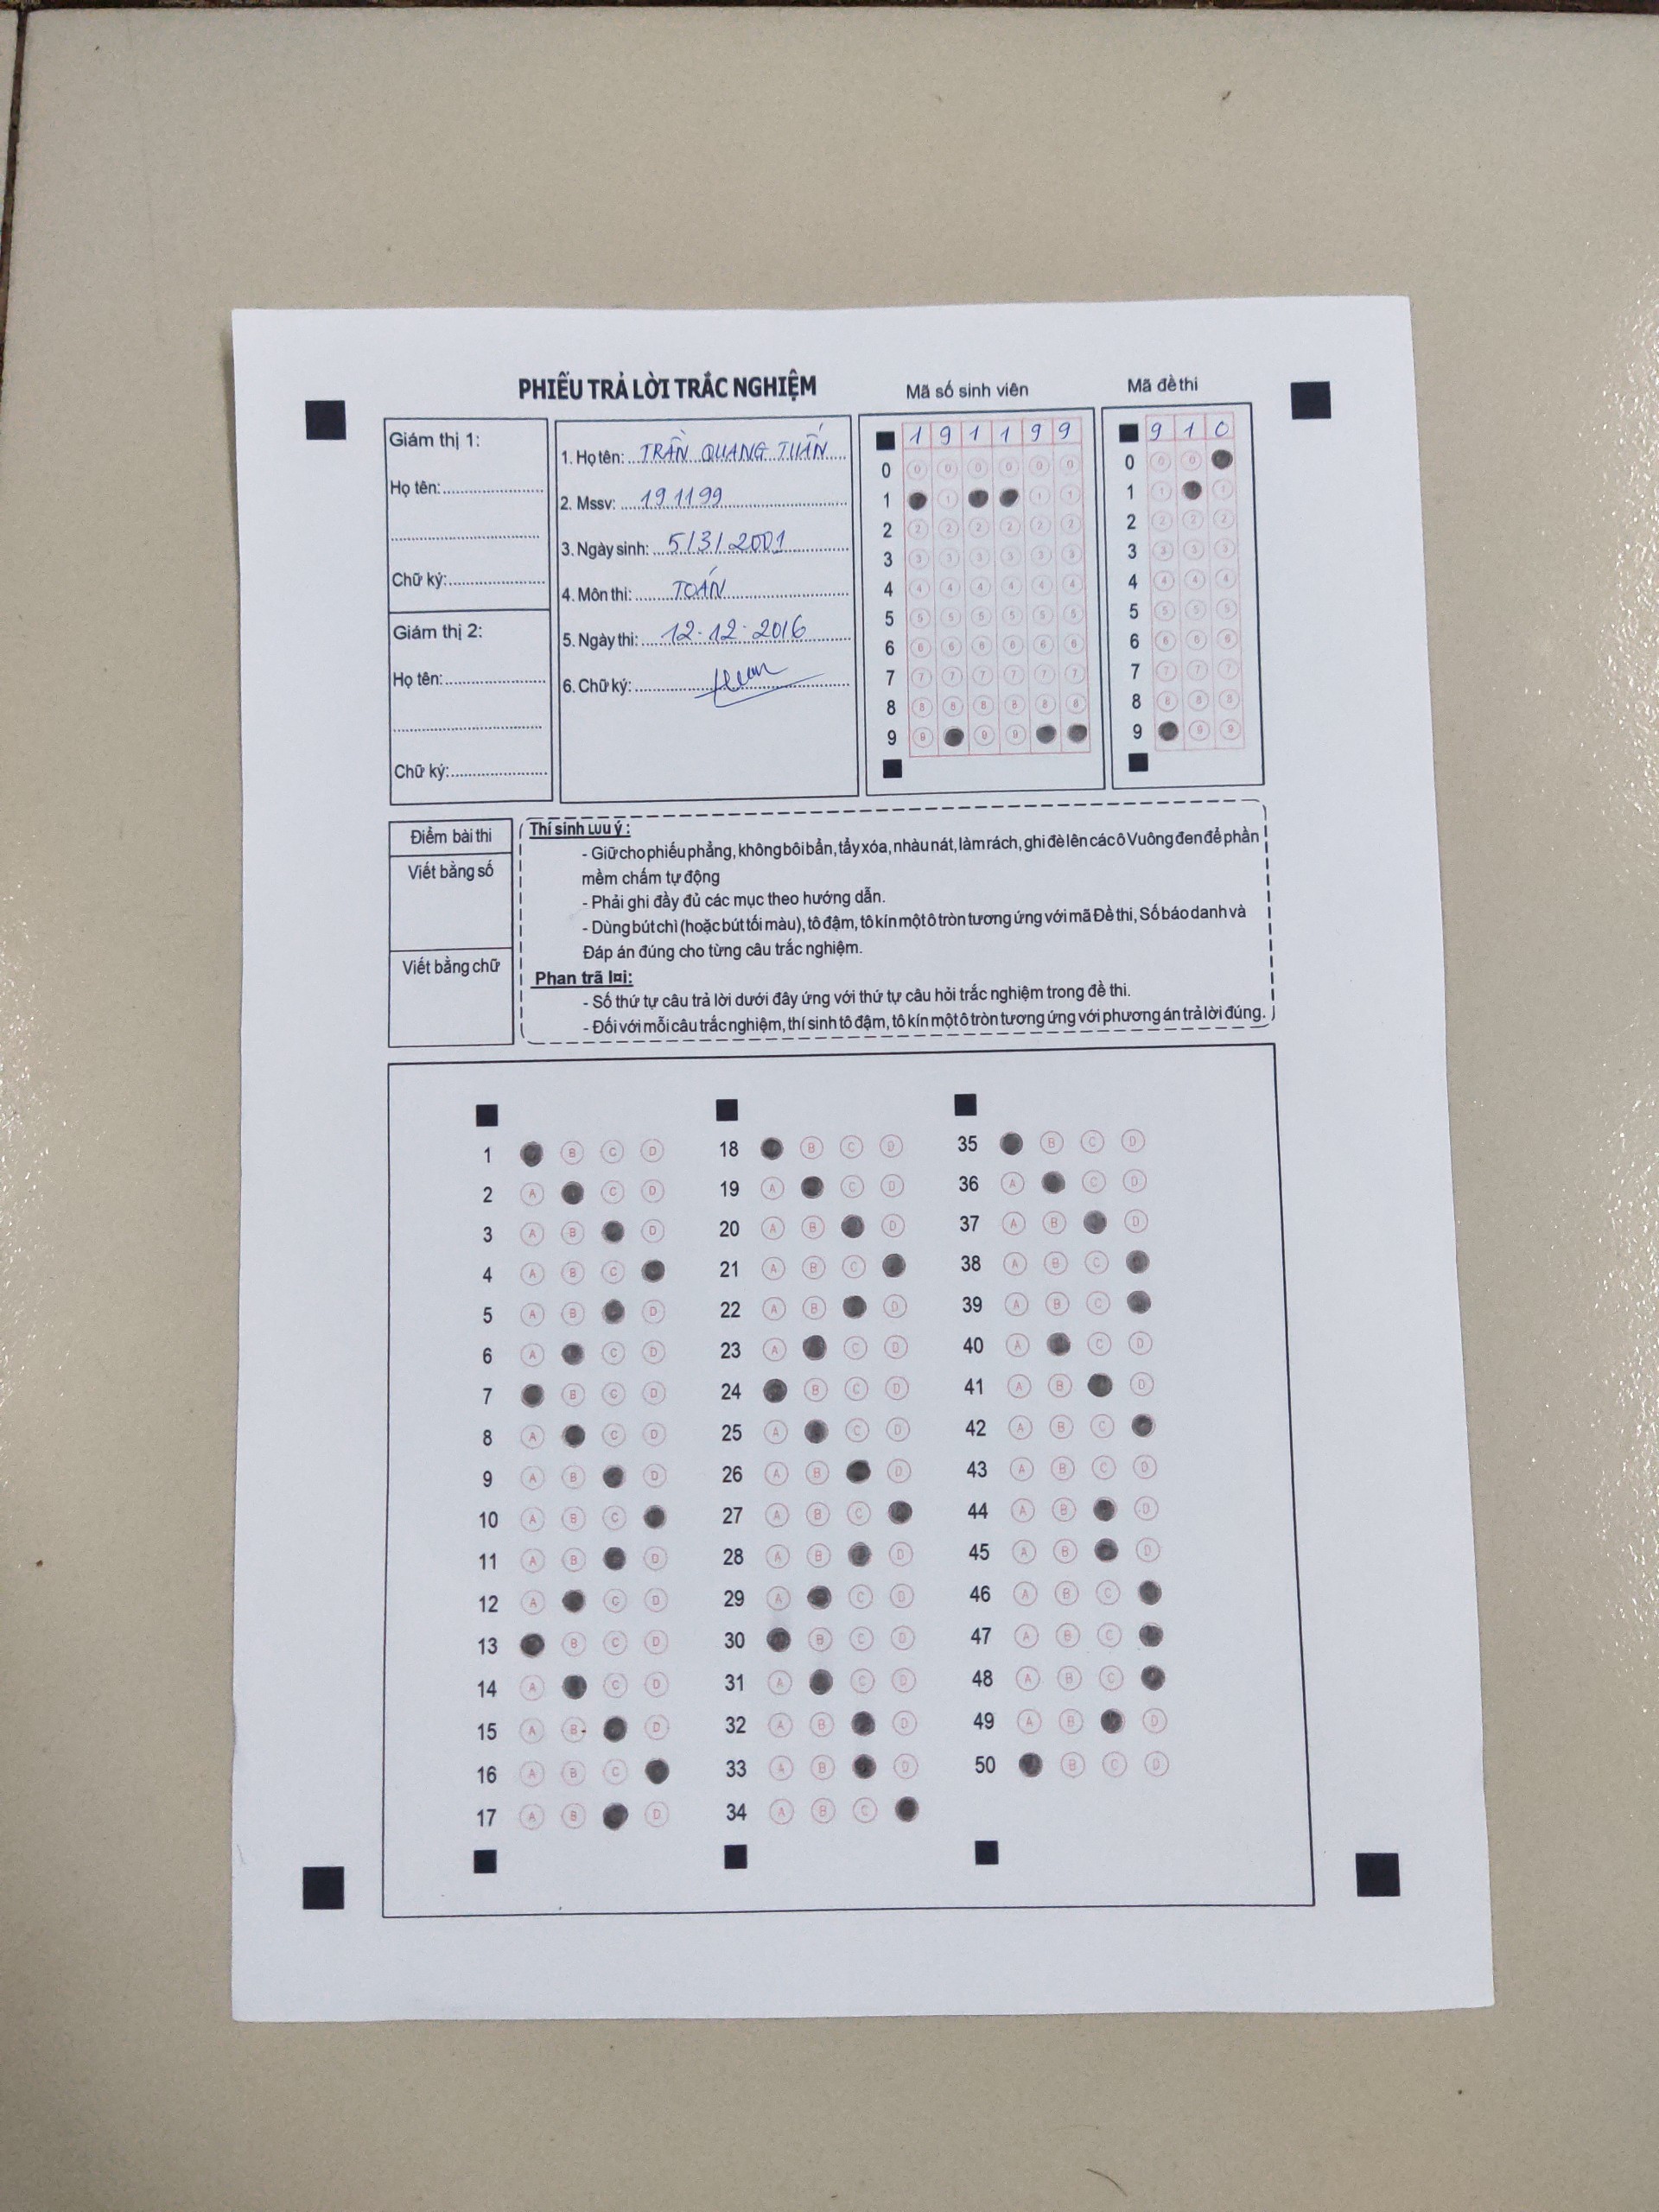 PHIẾU TRẢ LỜI TRẮC NGHIỆM
Mã số sinh viên
Mã đề thi
Giám thị 1:
Họ tên:
Chữ ký:
Giám thị 2:
Họ tên:
Chữ ký:
1. Họ tên: TRẦN QUANG TUẤN
2. Mssv: 191199
3. Ngày sinh: 5/3/2001
4. Môn thi: TOÁN
5. Ngày thi: 12.12.2016
6. Chữ ký:
1 9 1 1 9 9
0 0 0 0 0 0 0
1 1 1 1
2 2 2 2 2 2 2
3 3 3 3 3 3 3
4 4 4 4 4 4 4
5 5 5 5 5 5 5
6 6 6 6 6 6 6
7 7 7 7 7 7 7
8 8 8 8 8 8 8
9 9 9 9
9 1 0
0 0 0
1 1 1
2 2 2 2
3 3 3 3
4 4 4 4
5 5 5 5
6 6 6 6
7 7 7 7
8 8 8 8
9 9 9
Điểm bài thi
Viết bằng số
Viết bằng chữ
Thí sinh lưu ý:
- Giữ cho phiếu phẳng, không bôi bẩn, tẩy xóa, nhàu nát, làm rách, ghi đè lên các ô Vuông đen để phần
mềm chấm tự động
- Phải ghi đầy đủ các mục theo hướng dẫn.
- Dùng bút chì (hoặc bút tối màu), tô đậm, tô kín một ô tròn tương ứng với mã Đề thi, Số báo danh và
Đáp án đúng cho từng câu trắc nghiệm.
Phan trã lời:
- Số thứ tự câu trả lời dưới đây ứng với thứ tự câu hỏi trắc nghiệm trong đề thi.
- Đối với mỗi câu trắc nghiệm, thí sinh tô đậm, tô kín một ô tròn tương ứng với phương án trả lời đúng.
1 B C D
2 A C D
3 A B D
4 A B C
5 A B D
6 A C D
7 B C D
8 A C D
9 A B D
10 A B C
11 A B D
12 A C D
13 B C D
14 A C D
15 A B D
16 A B C
17 A B D
18 B C D
19 A C D
20 A B D
21 A B C
22 A B D
23 A C D
24 B C D
25 A C D
26 A B D
27 A B C
28 A B D
29 A C D
30 B C D
31 A C D
32 A B D
33 A B D
34 A B C
35 B C D
36 A C D
37 A B D
38 A B C
39 A B C
40 A C D
41 A B D
42 A B C
43 A B C D
44 A B D
45 A B D
46 A B C
47 A B C
48 A B C
49 A B D
50 B C D